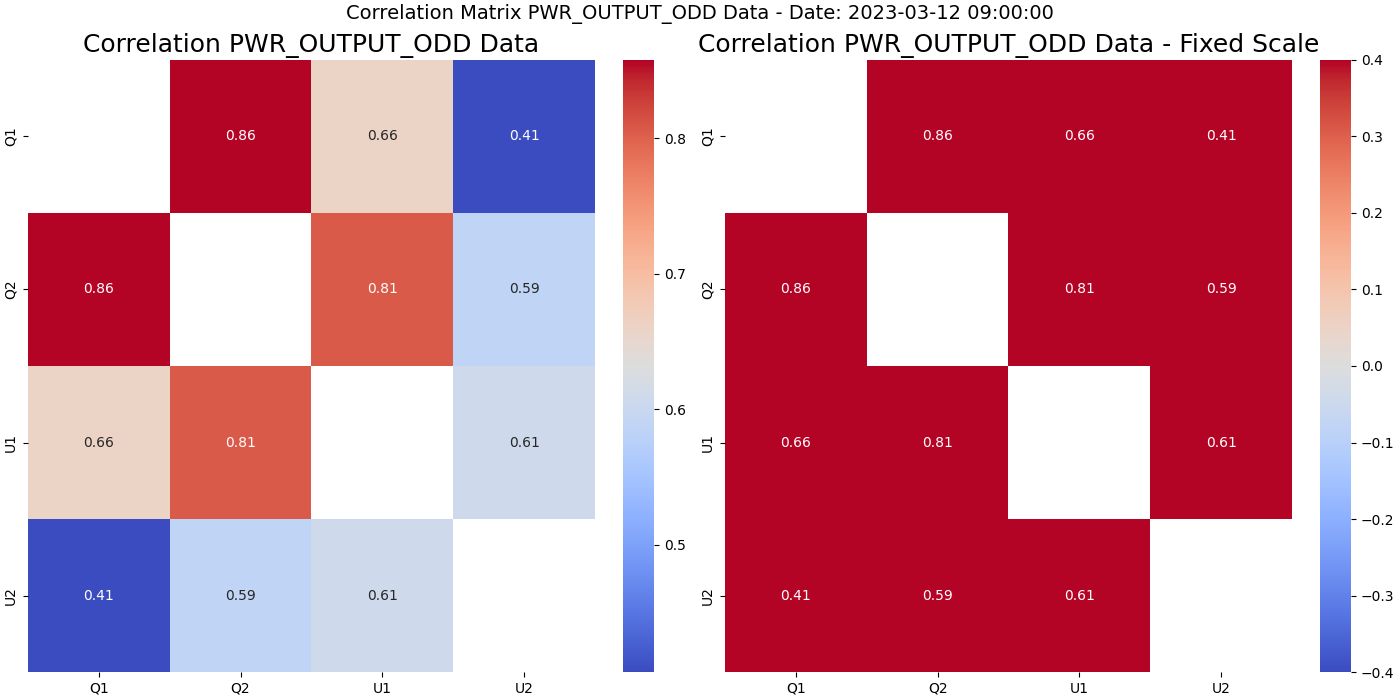 Correlation Matrix PWR_OUTPUT_ODD Data - Date: 2023-03-12 09:00:00
Correlation PWR_OUTPUT_ODD Data
Q1
0.86
0.66
0.41
Q2
0.86
0.81
0.59
U1
0.66
0.81
0.61
U2
0.41
0.59
0.61
Q1
Q2
U1
U2
0.8
0.7
0.6
0.5
Correlation PWR_OUTPUT_ODD Data - Fixed Scale
Q1
0.86
0.66
0.41
Q2
0.86
0.81
0.59
U1
0.66
0.81
0.61
U2
0.41
0.59
0.61
Q1
Q2
U1
U2
0.4
0.3
0.2
0.1
0.0
−0.1
−0.2
−0.3
−0.4